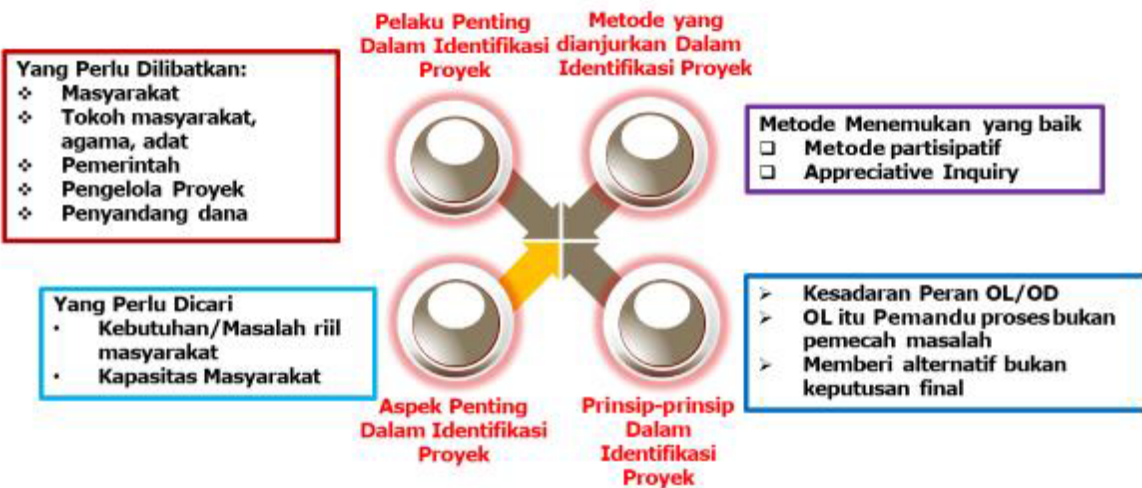 Pelaku Penting
Dalam Identifikasi
Proyek
Metode yang
dianjurkan Dalam
Identifikasi Proyek
Yang Perlu Dilibatkan:
❖ Masyarakat
❖ Tokoh masyarakat,
agama, adat
❖ Pemerintah
❖ Pengelola Proyek
❖ Penyandang dana
Metode Menemukan yang baik
❑ Metode partisipatif
❑ Appreciative Inquiry
Yang Perlu Dicari
• Kebutuhan/Masalah riil
masyarakat
• Kapasitas Masyarakat
➢ Kesadaran Peran OL/OD
➢ OL itu Pemandu proses bukan
pemecah masalah
➢ Memberi alternatif bukan
keputusan final
Aspek Penting
Dalam Identifikasi
Proyek
Prinsip-prinsip
Dalam
Identifikasi
Proyek